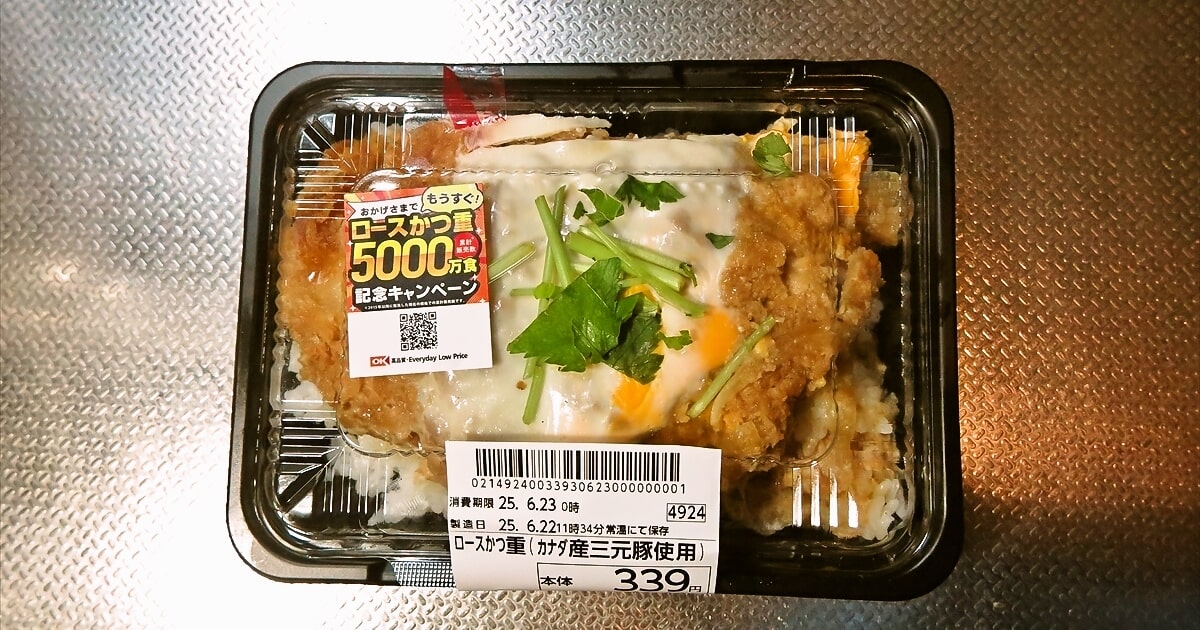 もうすぐ!
おかげさまで
ロースかつ重
累計
販売数
5000万食
記念キャンペーン
OK 高品質・Everyday Low Price
02149240033930623000000001
消費期限 25. 6.23 0時
4924
製造日 25. 6.22 11時34分 常温にて保存
ロースかつ重(カナダ産三元豚使用)
本体 339円